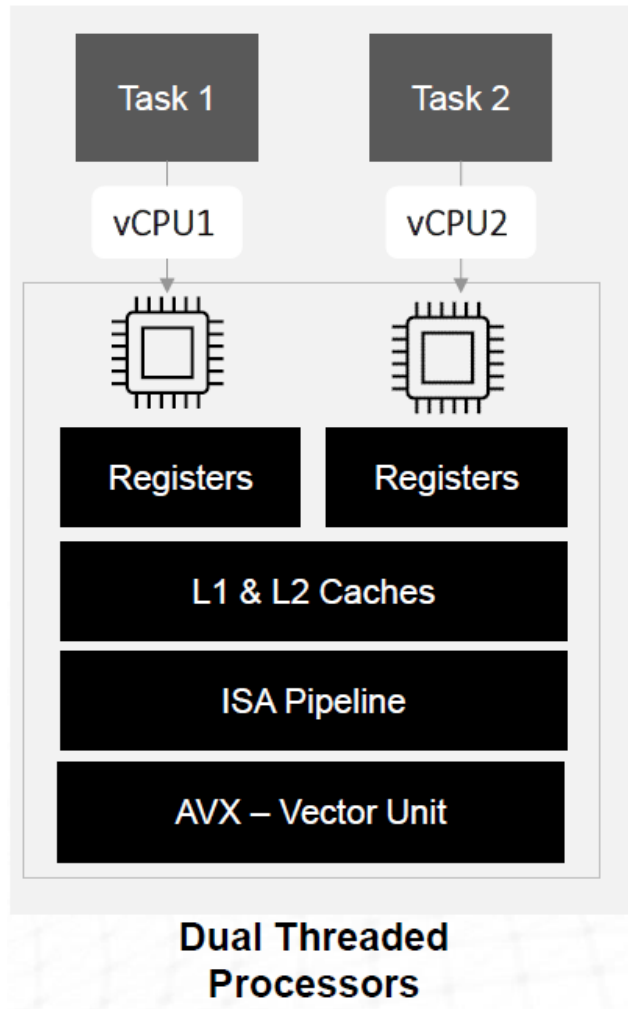 Task 1
Task 2
vCPU1
vCPU2
Registers
Registers
L1 & L2 Caches
ISA Pipeline
AVX – Vector Unit
Dual Threaded
Processors